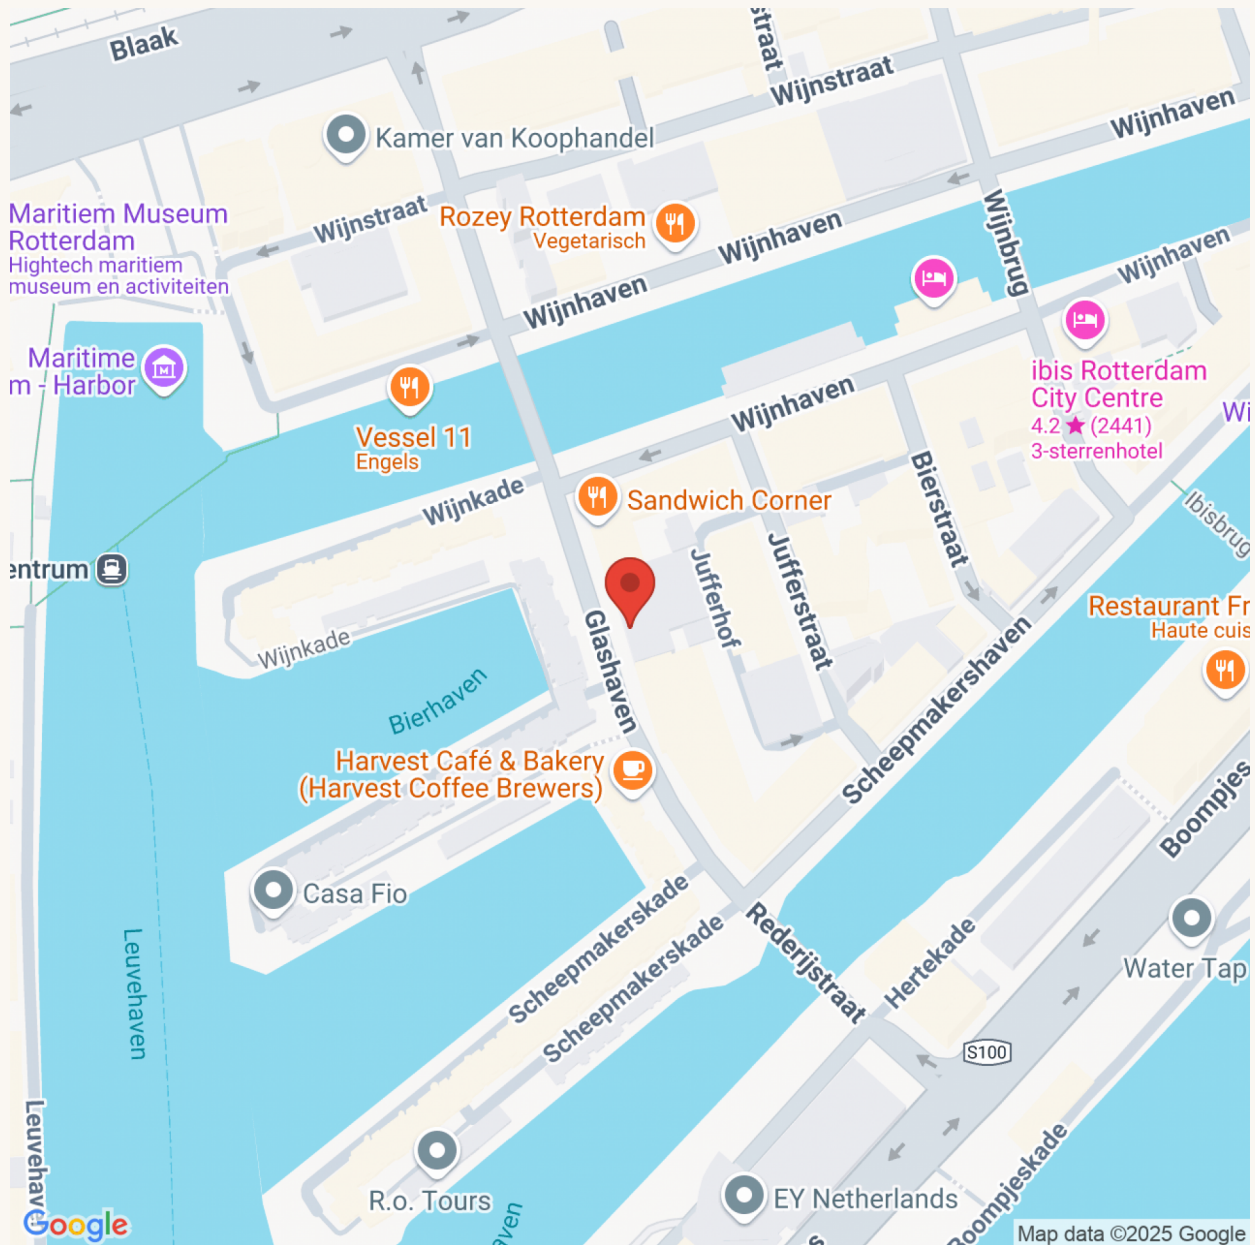 Blaak
straat
Wijnstraat
Wijnhaven
Kamer van Koophandel
Maritiem Museum
Rotterdam
Hightech maritiem
museum en activiteiten
Wijnstraat
Rozey Rotterdam
Vegetarisch
Wijnhaven
Wijnbrug
Wijnhaven
Wijnhaven
Maritime
m - Harbor
Vessel 11
Engels
ibis Rotterdam
City Centre
4.2 ★ (2441)
3-sterrenhotel
Wi
Wijnhaven
Wijnkade
Sandwich Corner
Bierstraat
Ibisbrug
entrum
Jufferhof
Jufferstraat
Glashaven
Wijnkade
Bierhaven
Restaurant Fr
Haute cuis
Scheepmakershaven
Harvest Café & Bakery
(Harvest Coffee Brewers)
Boompjes
Casa Fio
Leuvehaven
Scheepmakerskade
Scheepmakerskade
Rederijstraat
Hertekade
Water Tap
S100
Leuvehave
R.o. Tours
EY Netherlands
Boompjeskade
aven
s
Google
Map data ©2025 Google